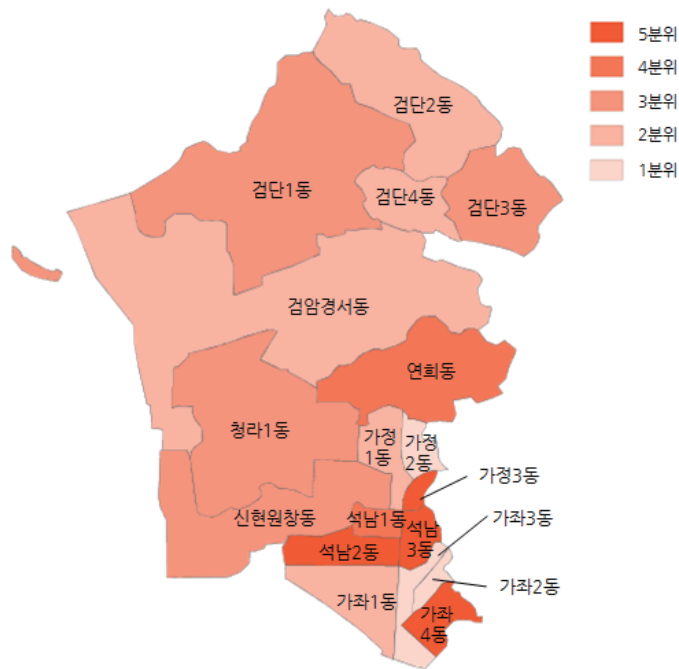 5분위
4분위
3분위
2분위
1분위
검단2동
검단1동
검단4동
검단3동
검암경서동
연희동
청라1동
가정
1동
가정
2동
가정3동
신현원창동
석남1동
석남
3동
가좌3동
석남2동
가좌2동
가좌1동
가좌
4동